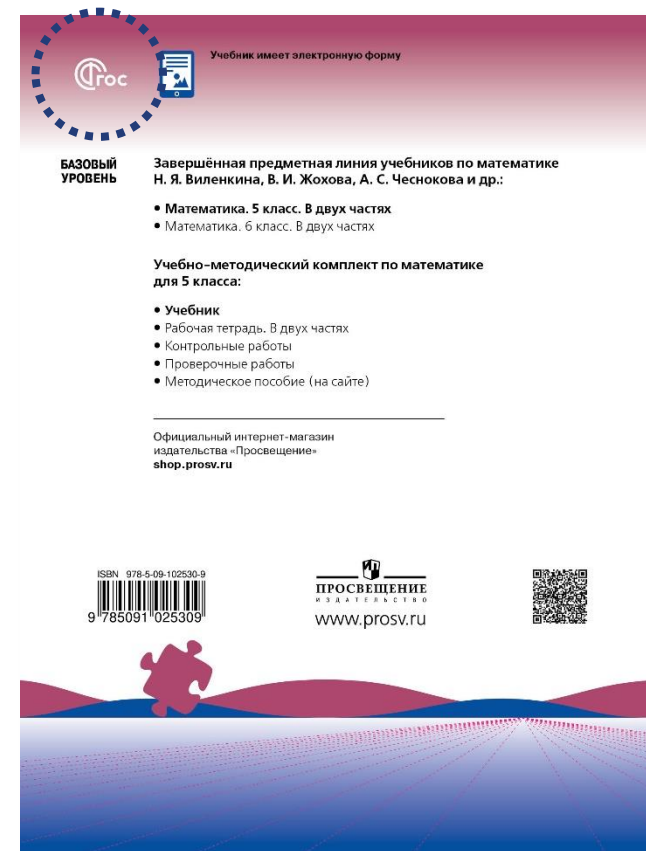 Учебник имеет электронную форму
ФГОС
БАЗОВЫЙ
УРОВЕНЬ
Завершённая предметная линия учебников по математике
Н. Я. Виленкина, В. И. Жохова, А. С. Чеснокова и др.:
• Математика. 5 класс. В двух частях
• Математика. 6 класс. В двух частях
Учебно-методический комплект по математике
для 5 класса:
• Учебник
• Рабочая тетрадь. В двух частях
• Контрольные работы
• Проверочные работы
• Методическое пособие (на сайте)
Официальный интернет-магазин
издательства «Просвещение»
shop.prosv.ru
ISBN 978-5-09-102530-9
9 785091 025309
ПРОСВЕЩЕНИЕ
ИЗДАТЕЛЬСТВО
www.prosv.ru